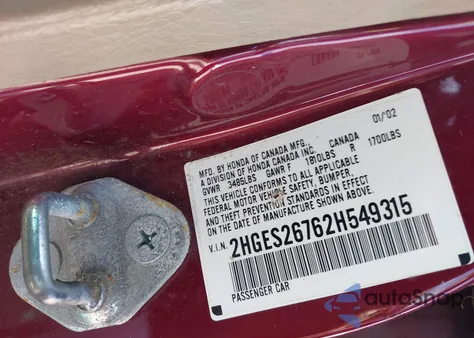 MFD. BY HONDA OF CANADA MFG., 01/02
A DIVISION OF HONDA CANADA INC. CANADA
GVWR 3485LBS GAWR F 1810LBS R 1700LBS
THIS VEHICLE CONFORMS TO ALL APPLICABLE
FEDERAL MOTOR VEHICLE SAFETY, BUMPER,
AND THEFT PREVENTION STANDARDS IN EFFECT
ON THE DATE OF MANUFACTURE SHOWN ABOVE.
V.I.N. 2HGES26762H549315
PASSENGER CAR
autoSnap